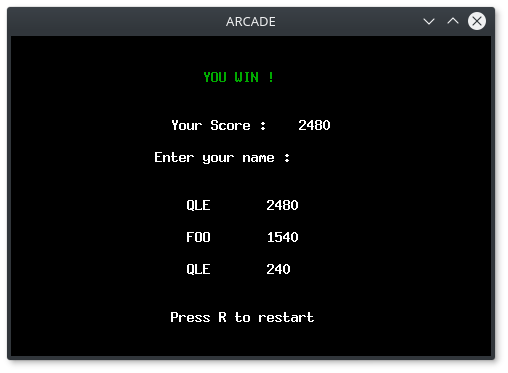 ARCADE
YOU WIN !
Your Score : 2480
Enter your name :
QLE 2480
FOO 1540
QLE 240
Press R to restart